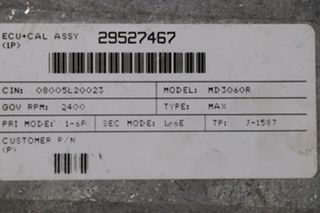 ECU+CAL ASSY 29527467
(1P)
CIN: 08005L20023 MODEL: MD3060R
GOV RPM: 2400 TYPE: MAX
PRI MODE: 1-6P SEC MODE: 1-6E TP: J-1587
CUSTOMER P/N
(P)